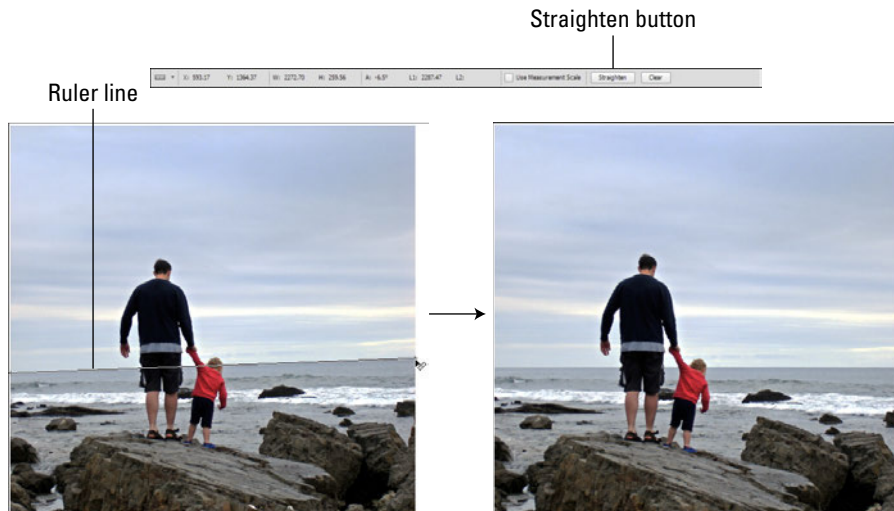 Straighten button
X: 593.17 Y: 1364.37 W: 2272.70 H: 259.56 A: -6.5° L1: 2287.47 L2: Use Measurement Scale Straighten Clear
Ruler line